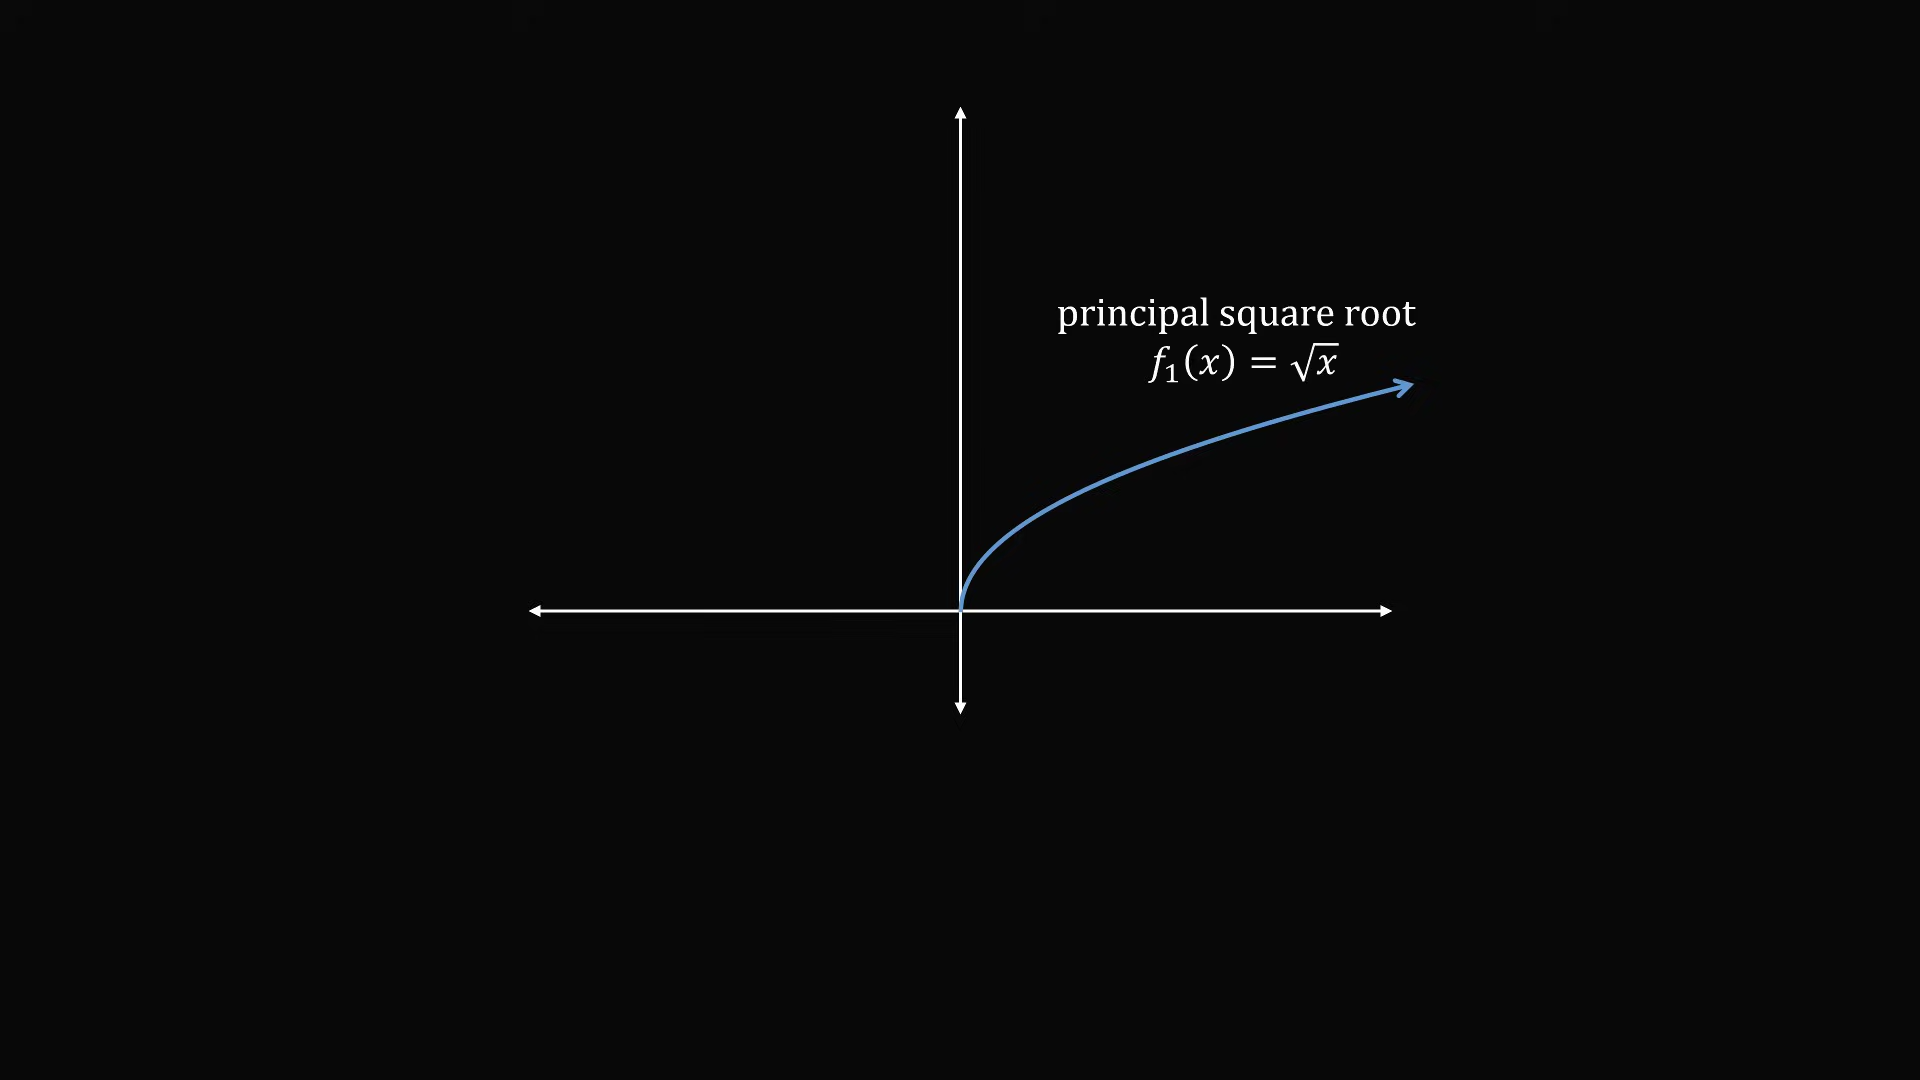 principal square root
f₁(x) = √x